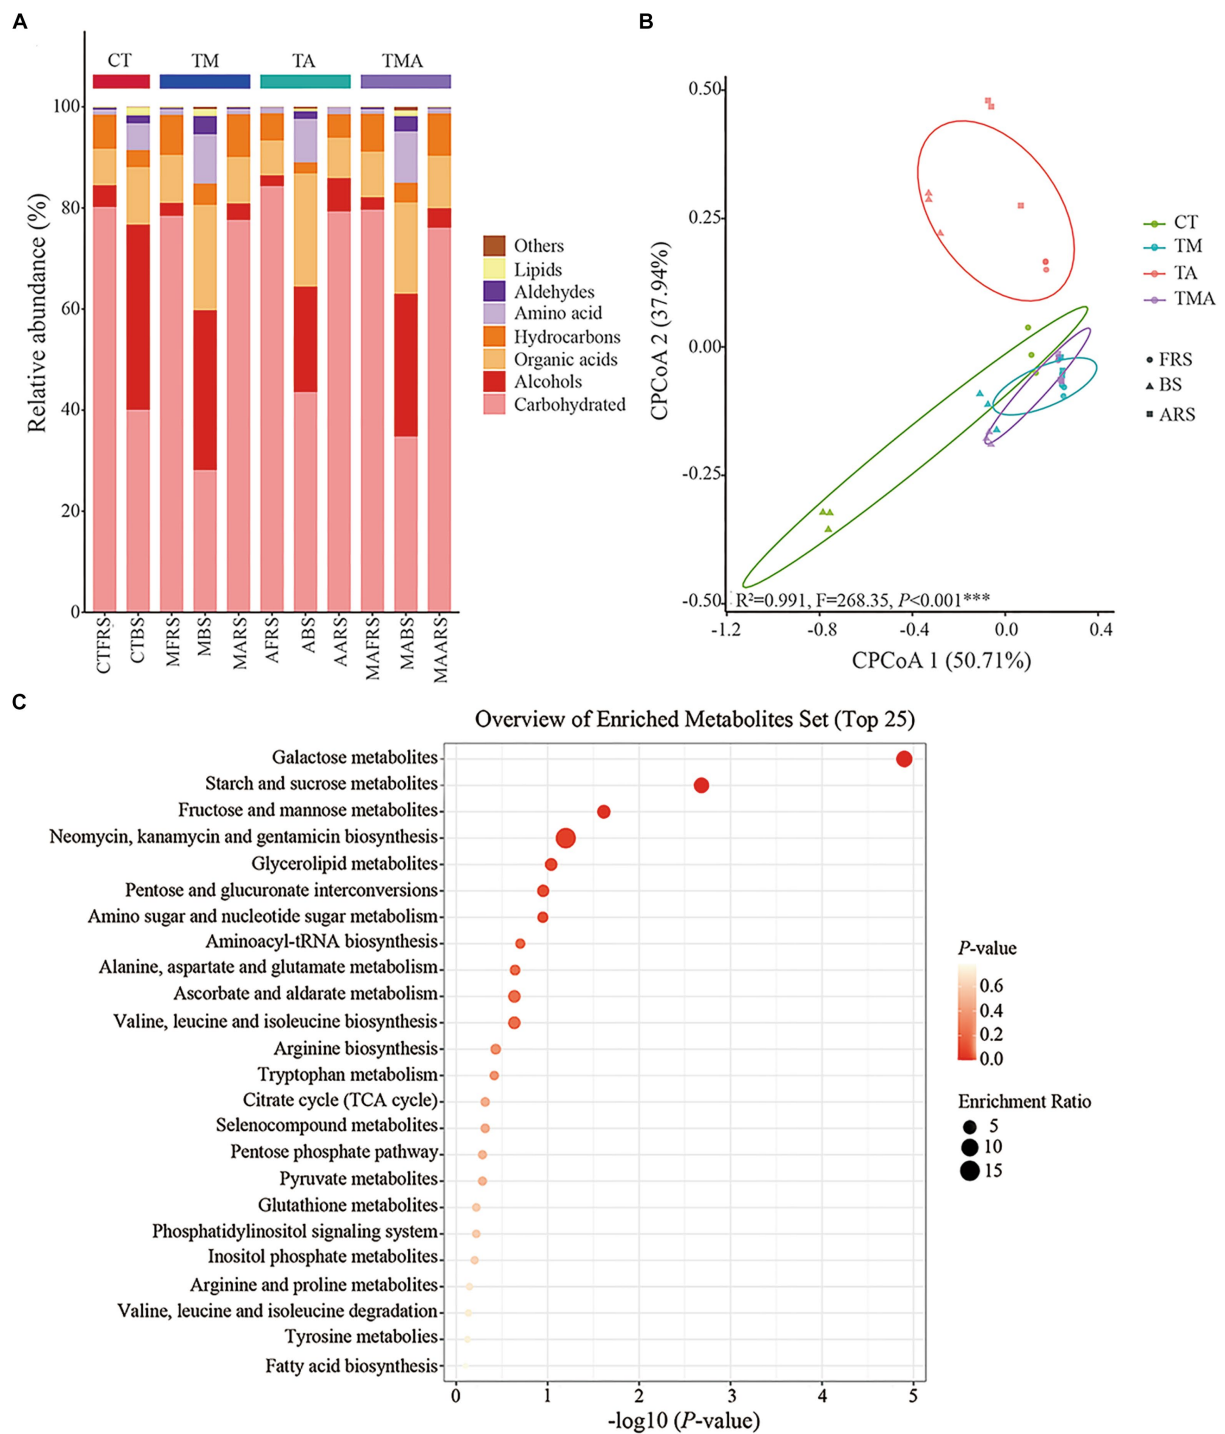 A
CT TM TA TMA
Relative abundance (%)
100
80
60
40
20
0
CTFRS
CTBS
MFRS
MBS
MARS
AFRS
ABS
AARS
MAFRS
MABS
MAARS
Others
Lipids
Aldehydes
Amino acid
Hydrocarbons
Organic acids
Alcohols
Carbohydrated
B
CPCoA 2 (37.94%)
0.50
0.25
0.00
-0.25
-0.50
R²=0.991, F=268.35, P<0.001***
-1.2 -0.8 -0.4 0.0 0.4
CPCoA 1 (50.71%)
CT
TM
TA
TMA
FRS
BS
ARS
C
Overview of Enriched Metabolites Set (Top 25)
Galactose metabolites
Starch and sucrose metabolites
Fructose and mannose metabolites
Neomycin, kanamycin and gentamicin biosynthesis
Glycerolipid metabolites
Pentose and glucuronate interconversions
Amino sugar and nucleotide sugar metabolism
Aminoacyl-tRNA biosynthesis
Alanine, aspartate and glutamate metabolism
Ascorbate and aldarate metabolism
Valine, leucine and isoleucine biosynthesis
Arginine biosynthesis
Tryptophan metabolism
Citrate cycle (TCA cycle)
Selenocompound metabolites
Pentose phosphate pathway
Pyruvate metabolites
Glutathione metabolites
Phosphatidylinositol signaling system
Inositol phosphate metabolites
Arginine and proline metabolites
Valine, leucine and isoleucine degradation
Tyrosine metabolies
Fatty acid biosynthesis
0 1 2 3 4 5
-log10 (P-value)
P-value
0.6
0.4
0.2
0.0
Enrichment Ratio
5
10
15